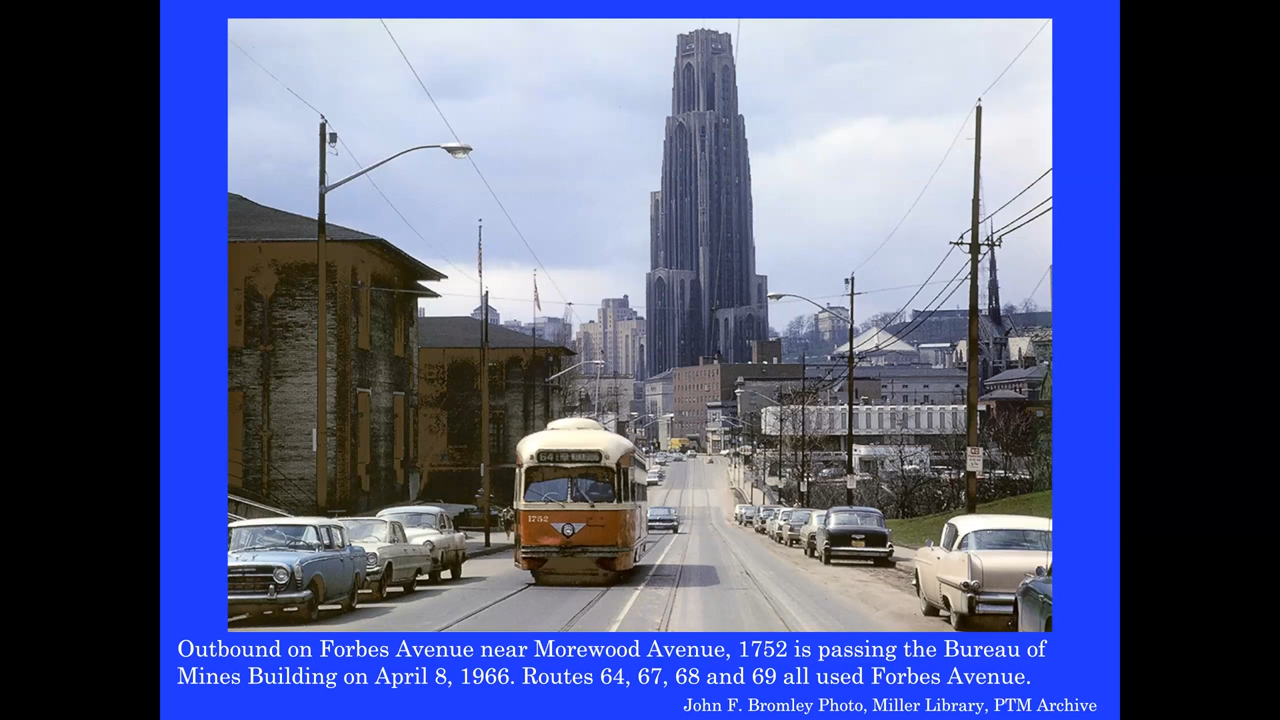 64
1752
Outbound on Forbes Avenue near Morewood Avenue, 1752 is passing the Bureau of
Mines Building on April 8, 1966. Routes 64, 67, 68 and 69 all used Forbes Avenue.
John F. Bromley Photo, Miller Library, PTM Archive